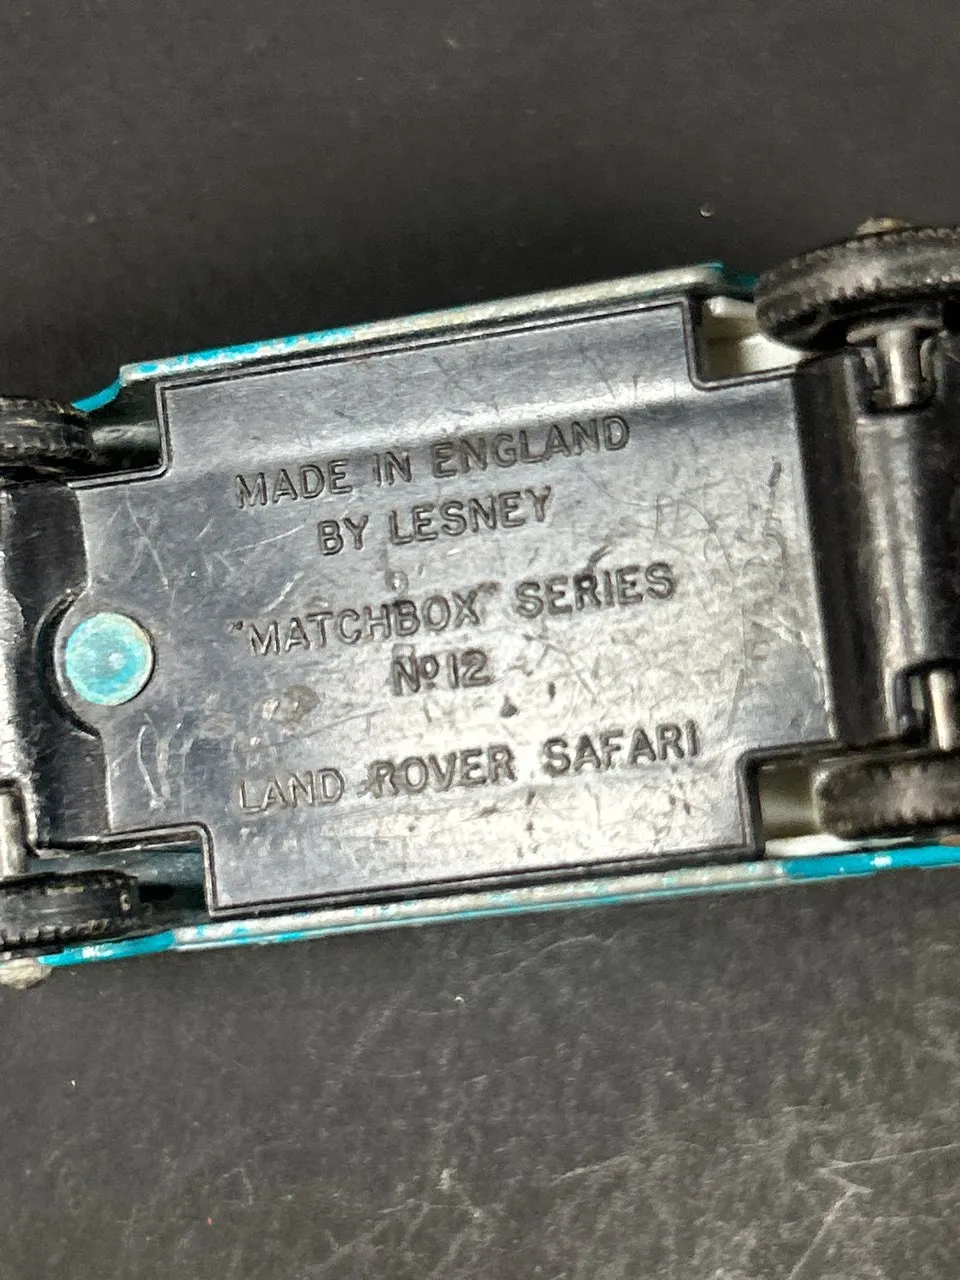 MADE IN ENGLAND
BY LESNEY
"MATCHBOX" SERIES
Nº 12
LAND ROVER SAFARI